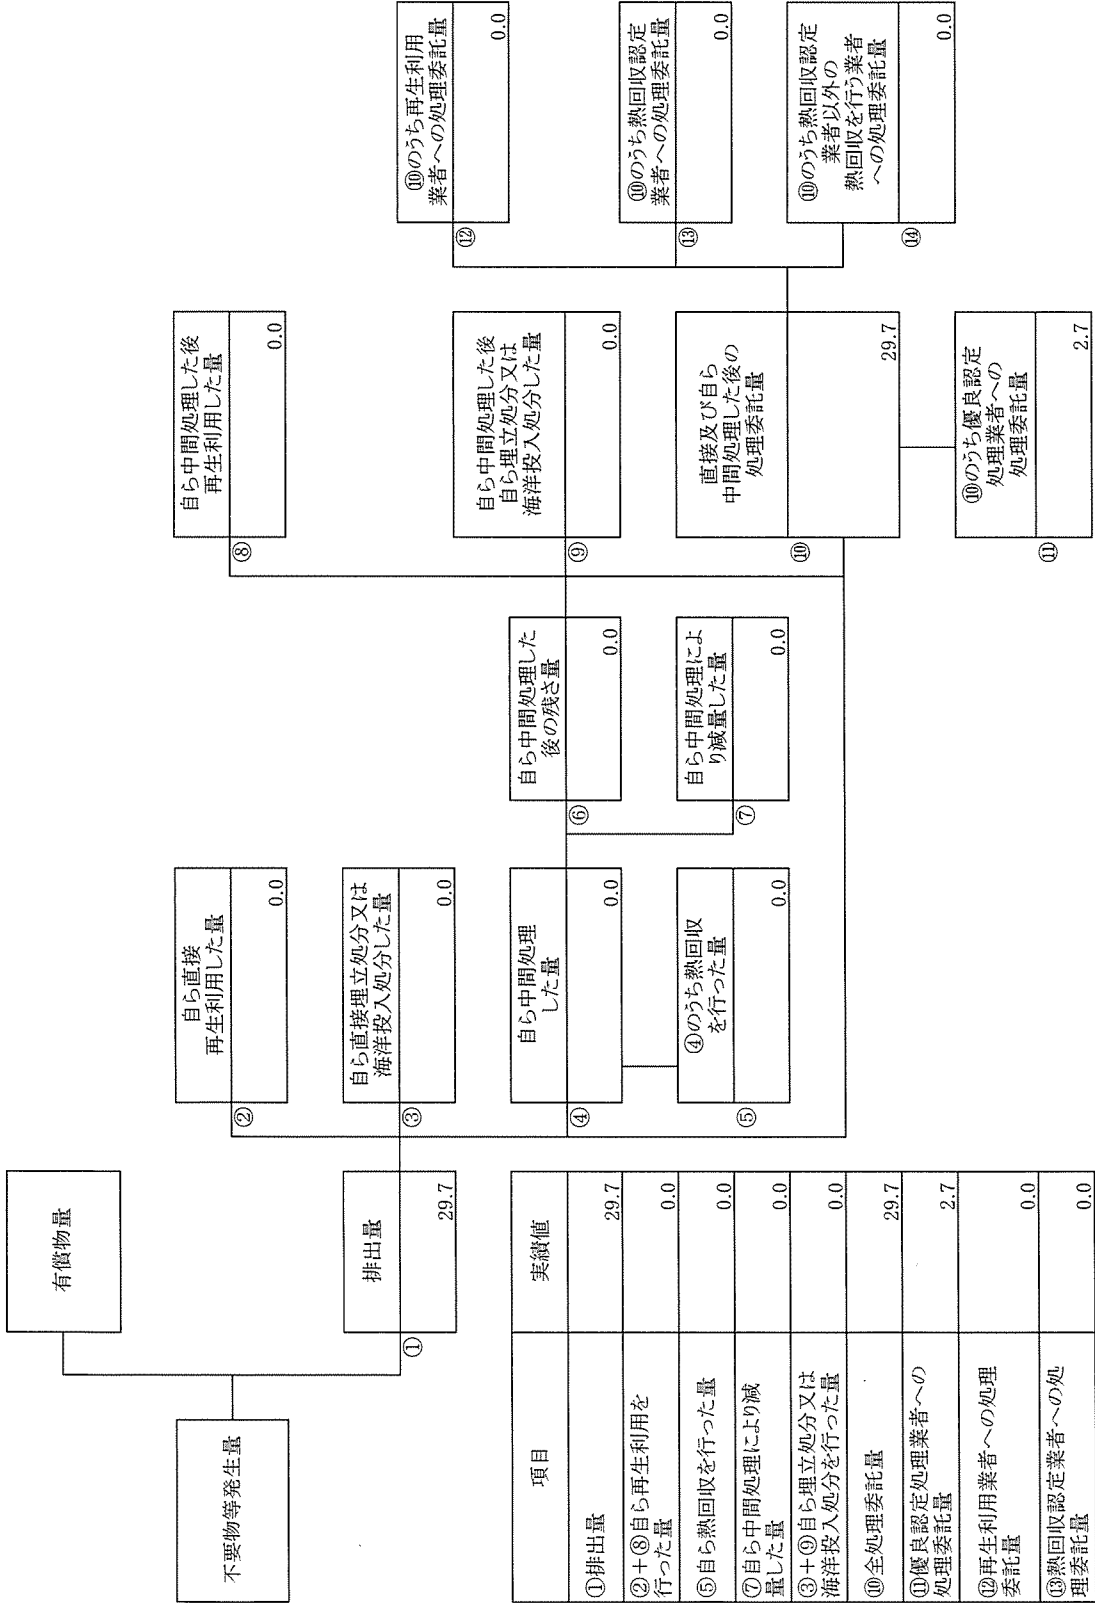 不要物等発生量
有償物量
排出量
①
29.7
自ら直接
再生利用した量
②
0.0
自ら直接埋立処分又は
海洋投入処分した量
③
0.0
自ら中間処理
した量
④
0.0
④のうち熱回収
を行った量
⑤
0.0
自ら中間処理した
後の残さ量
⑥
0.0
自ら中間処理によ
り減量した量
⑦
0.0
自ら中間処理した後
再生利用した量
⑧
0.0
自ら中間処理した後
自ら埋立処分又は
海洋投入処分した量
⑨
0.0
直接及び自ら
中間処理した後の
処理委託量
⑩
29.7
⑩のうち優良認定
処理業者への
処理委託量
⑪
2.7
⑩のうち再生利用
業者への処理委託量
⑫
0.0
⑩のうち熱回収認定
業者への処理委託量
⑬
0.0
⑩のうち熱回収認定
業者以外の
熱回収を行う業者
への処理委託量
⑭
0.0
項目 実績値
①排出量 29.7
②+⑧自ら再生利用を
行った量 0.0
⑤自ら熱回収を行った量 0.0
⑦自ら中間処理により減
量した量 0.0
③+⑨自ら埋立処分又は
海洋投入処分を行った量 0.0
⑩全処理委託量 29.7
⑪優良認定処理業者への
処理委託量 2.7
⑫再生利用業者への処理
委託量 0.0
⑬熱回収認定業者への処
理委託量 0.0